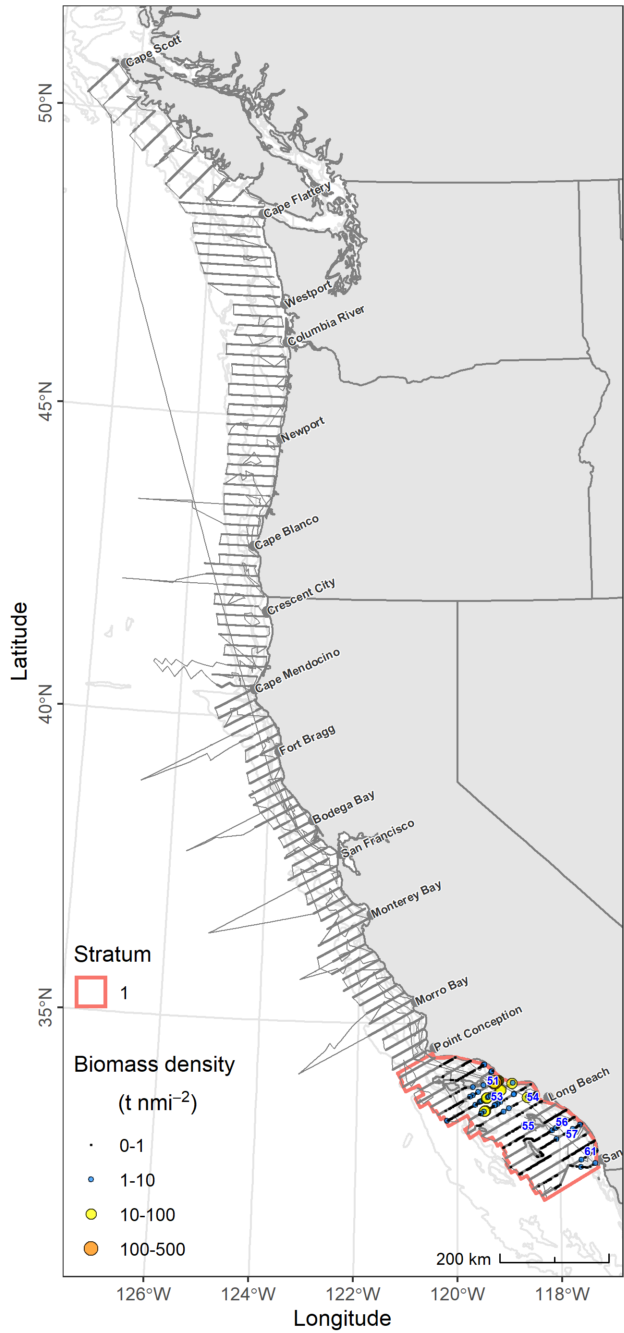 Cape Scott
50°N
Cape Flattery
Westport
Columbia River
45°N
Newport
Cape Blanco
Crescent City
Latitude
Cape Mendocino
40°N
Fort Bragg
Bodega Bay
San Francisco
Monterey Bay
Stratum
1
35°N
Morro Bay
Point Conception
Biomass density
(t nmi−2)
51
53
54
Long Beach
55
56
57
61
San
0-1
1-10
10-100
100-500
200 km
126°W
124°W
122°W
120°W
118°W
Longitude